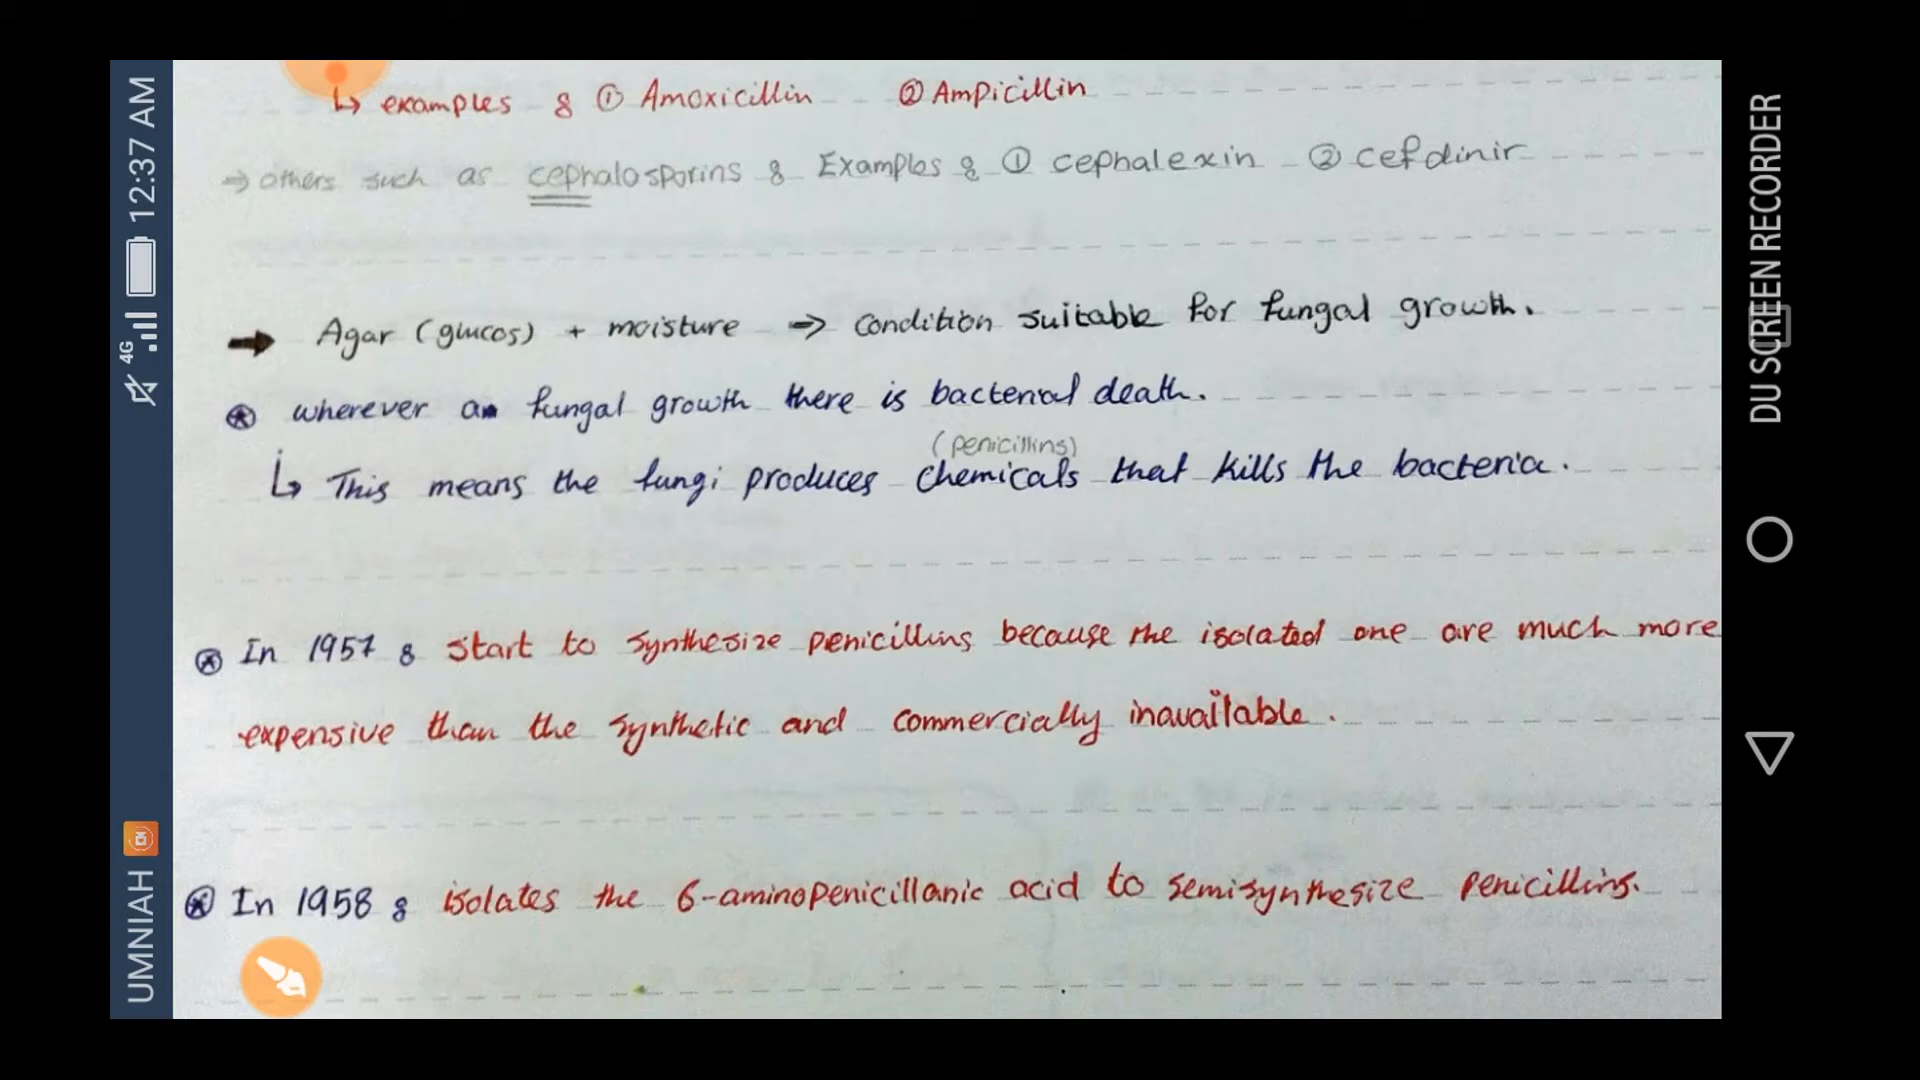 ↳ examples : ① Amoxicillin ② Ampicillin
⇒ others such as cephalosporins : Examples : ① cephalexin ② cefdinir
→ Agar (glucos) + moisture ⇒ condition suitable for fungal growth.
⊛ wherever a fungal growth there is bacterial death.
(penicillins)
↳ This means the fungi produces chemicals that kills the bacteria.
⊛ In 1957 : start to synthesize penicillins because the isolated one are much more
expensive than the synthetic and commercially inavailable.
⊛ In 1958 : isolates the 6-aminopenicillanic acid to semisynthesize penicillins.
UMNIAH 4G 12:37 AM
DU SCREEN RECORDER